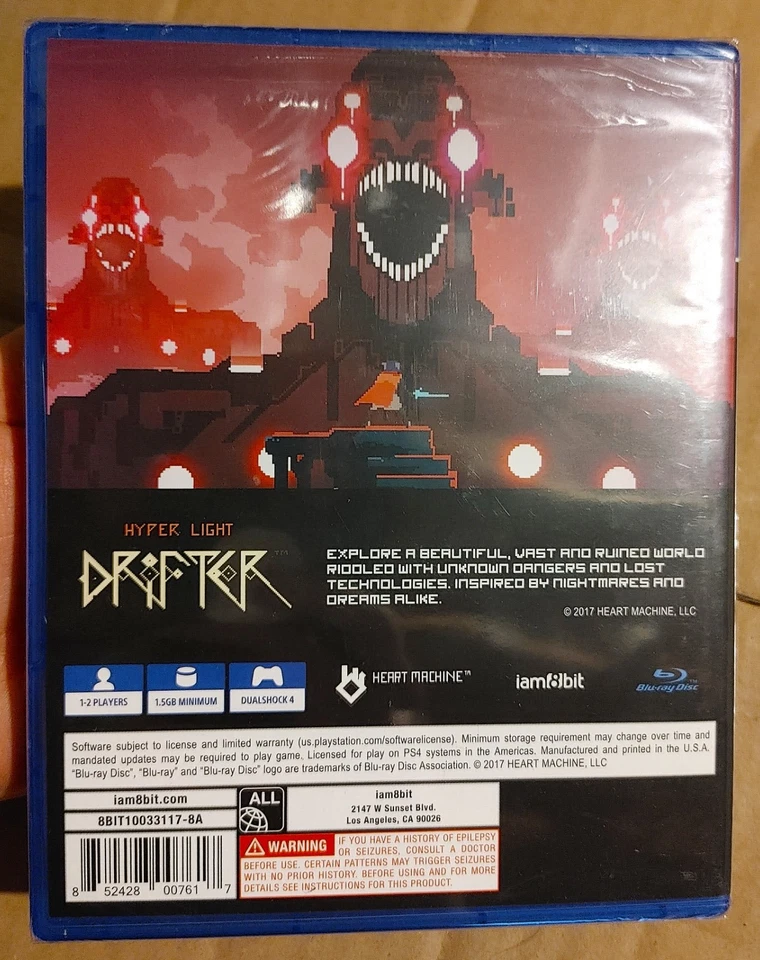 HYPER LIGHT
DRIFTER™
EXPLORE A BEAUTIFUL, VAST AND RUINED WORLD
RIDDLED WITH UNKNOWN DANGERS AND LOST
TECHNOLOGIES. INSPIRED BY NIGHTMARES AND
DREAMS ALIKE.
© 2017 HEART MACHINE, LLC
1-2 PLAYERS
1.5GB MINIMUM
DUALSHOCK 4
HEART MACHINE™
iam8bit
Blu-ray Disc™
Software subject to license and limited warranty (us.playstation.com/softwarelicense). Minimum storage requirement may change over time and
mandated updates may be required to play game. Licensed for play on PS4 systems in the Americas. Manufactured and printed in the U.S.A.
"Blu-ray Disc", "Blu-ray" and "Blu-ray Disc" logo are trademarks of Blu-ray Disc Association. © 2017 HEART MACHINE, LLC
iam8bit.com
8BIT10033117-8A
8 52428 00761 7
ALL
iam8bit
2147 W Sunset Blvd.
Los Angeles, CA 90026
WARNING IF YOU HAVE A HISTORY OF EPILEPSY
OR SEIZURES, CONSULT A DOCTOR
BEFORE USE. CERTAIN PATTERNS MAY TRIGGER SEIZURES
WITH NO PRIOR HISTORY. BEFORE USING AND FOR MORE
DETAILS SEE INSTRUCTIONS FOR THIS PRODUCT.